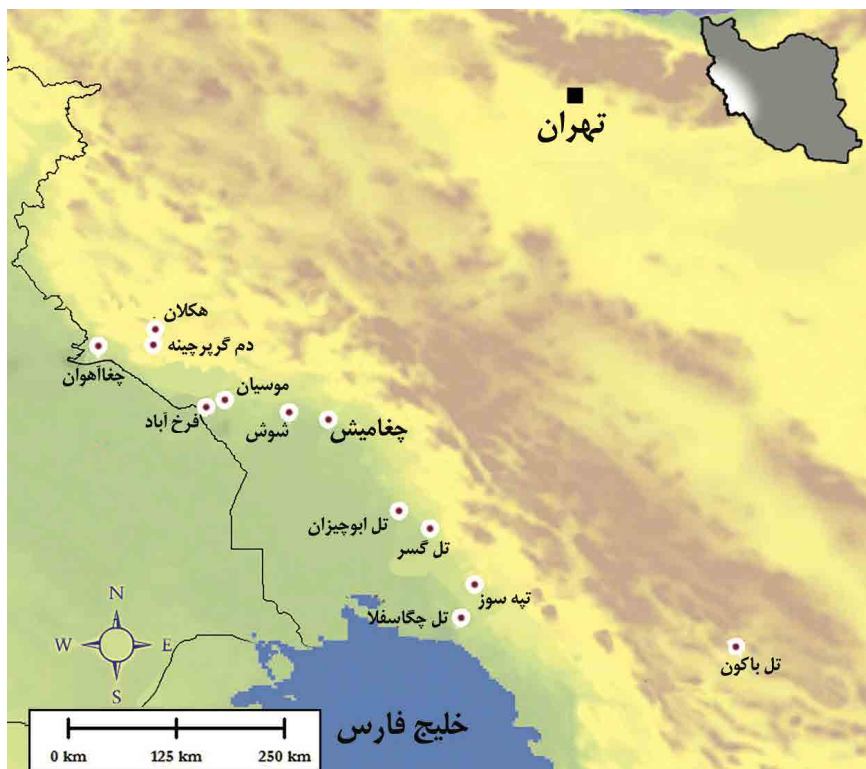 تهران
هکلان
دم گرپرچینه
چغاآهوان
موسیان
فرخ آباد
شوش
چغامیش
تل ابوچیزان
تل گسر
تپه سوز
تل چگاسفلا
تل باکون
N
W E
S
خلیج فارس
0 km 125 km 250 km